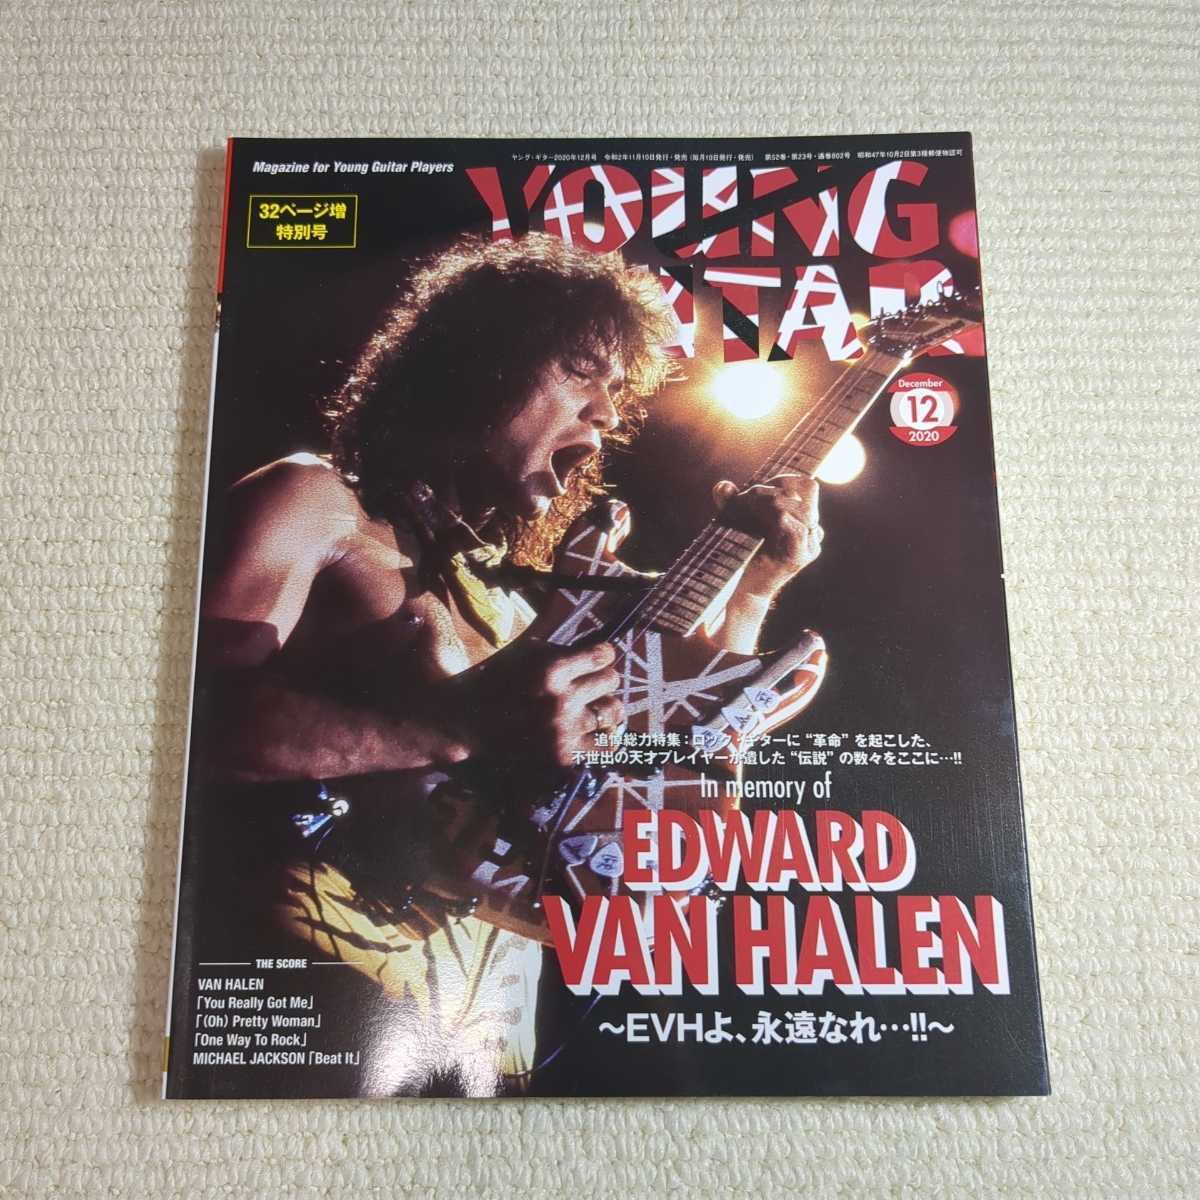 ヤング・ギター2020年12月号 令和2年11月10日発行・発売 (毎月10日発行・発売) 第52巻・第23号・通巻802号 昭和47年10月2日第3種郵便物認可
Magazine for Young Guitar Players
YOUNG
GUITAR
32ページ増
特別号
December
12
2020
追悼総力特集：ロック・ギターに“革命”を起こした、
不世出の天才プレイヤーが遺した“伝説”の数々をここに…!!
In memory of
EDWARD
VAN HALEN
～EVHよ、永遠なれ…!!～
THE SCORE
VAN HALEN
「You Really Got Me」
「(Oh) Pretty Woman」
「One Way To Rock」
MICHAEL JACKSON「Beat It」